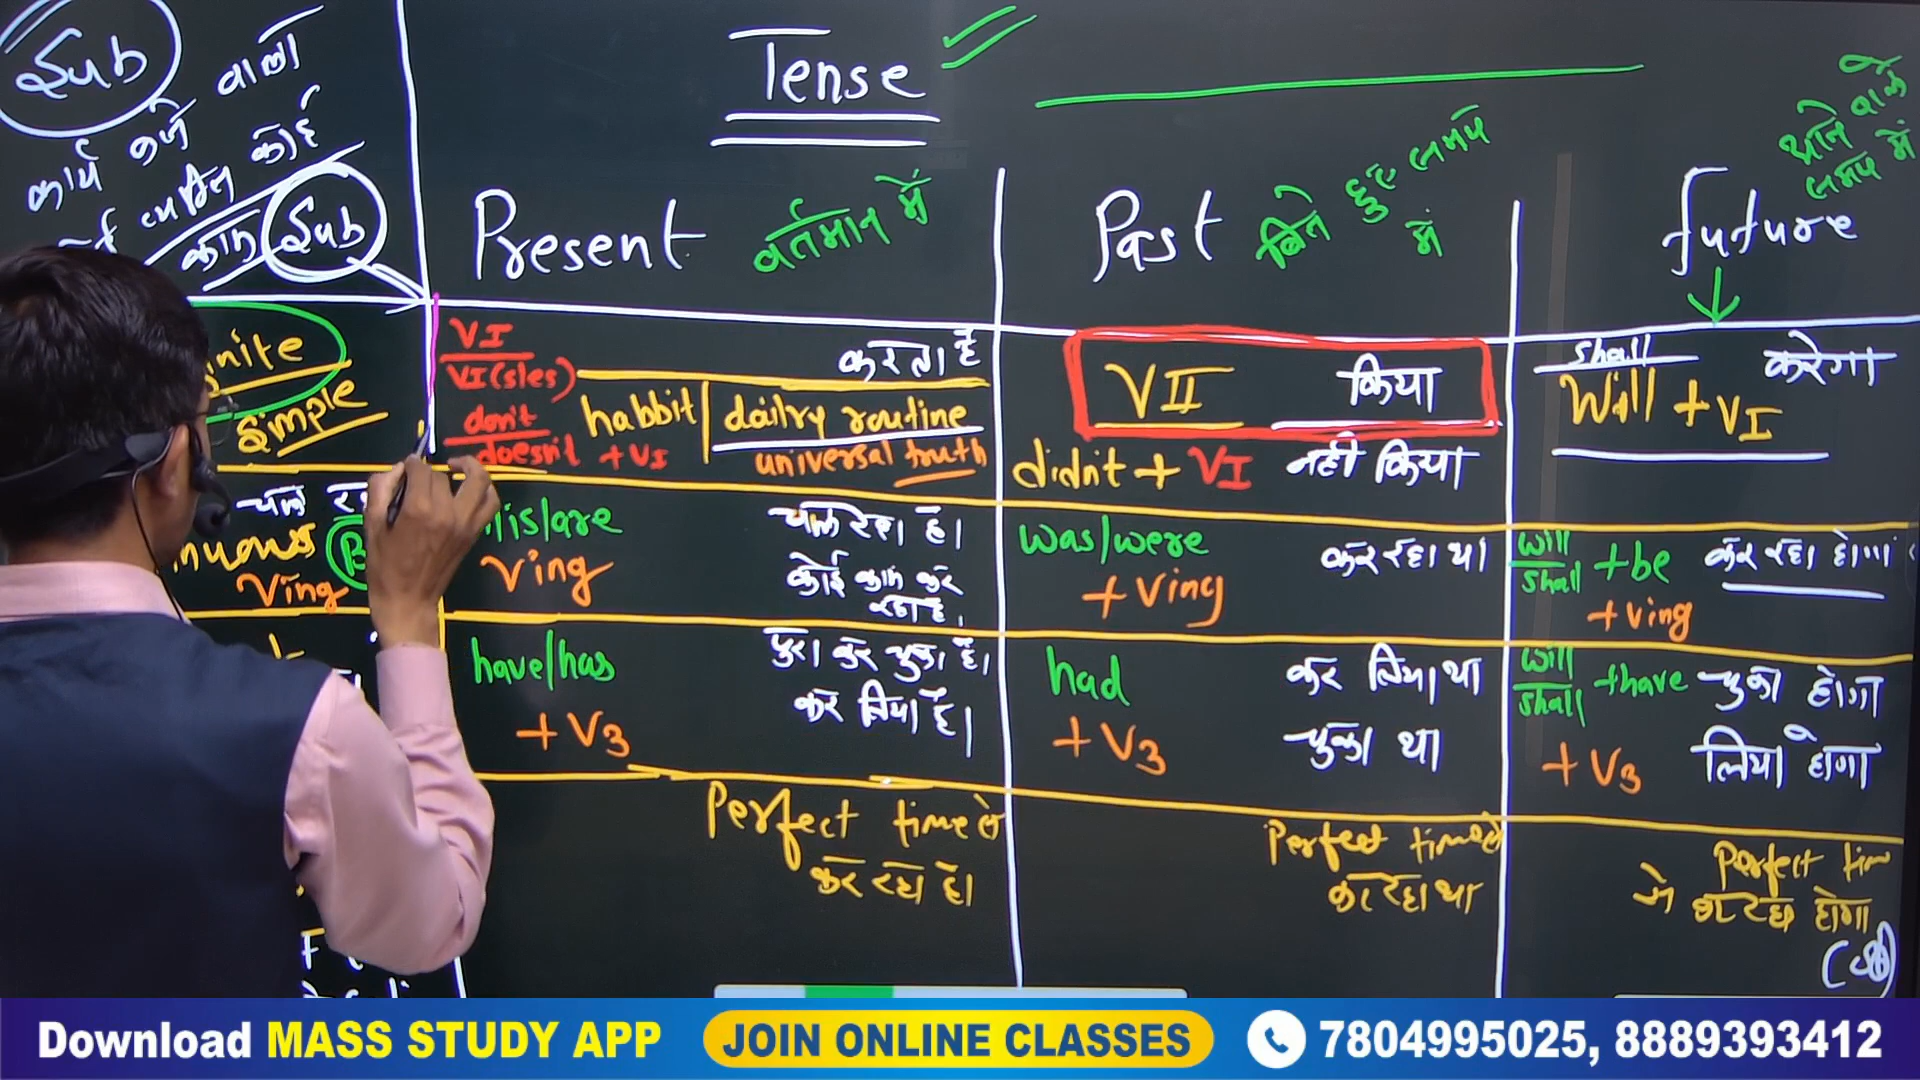 Tense
Sub
कार्य करने वाला
व्यक्ति कोई
काम Sub
Present वर्तमान में
Past बिते हुए समय में
future आने वाले समय में
simple
VI
VI(s/es)
करता है
don't
doesn't + VI
habbit | dailry routine
universal truth
VII किया
didn't + VI नही किया
shall
Will + VI
करेगा
Ving
is/are
Ving
चल रहा है।
कोई काम कर रहा है।
was/were
+ Ving
कर रहा था
will
shall + be
+ Ving
कर रहा होगा
have/has
+ V3
पुरा कर चुका है।
कर लिया है।
had
+ V3
कर लिया था
चुका था
will
shall + have
+ V3
चुका होगा
लिया होगा
Perfect time से
कर रहा है।
Perfect time से
कर रहा था
Perfect tim
से कर रहा होगा
Download MASS STUDY APP JOIN ONLINE CLASSES 7804995025, 8889393412